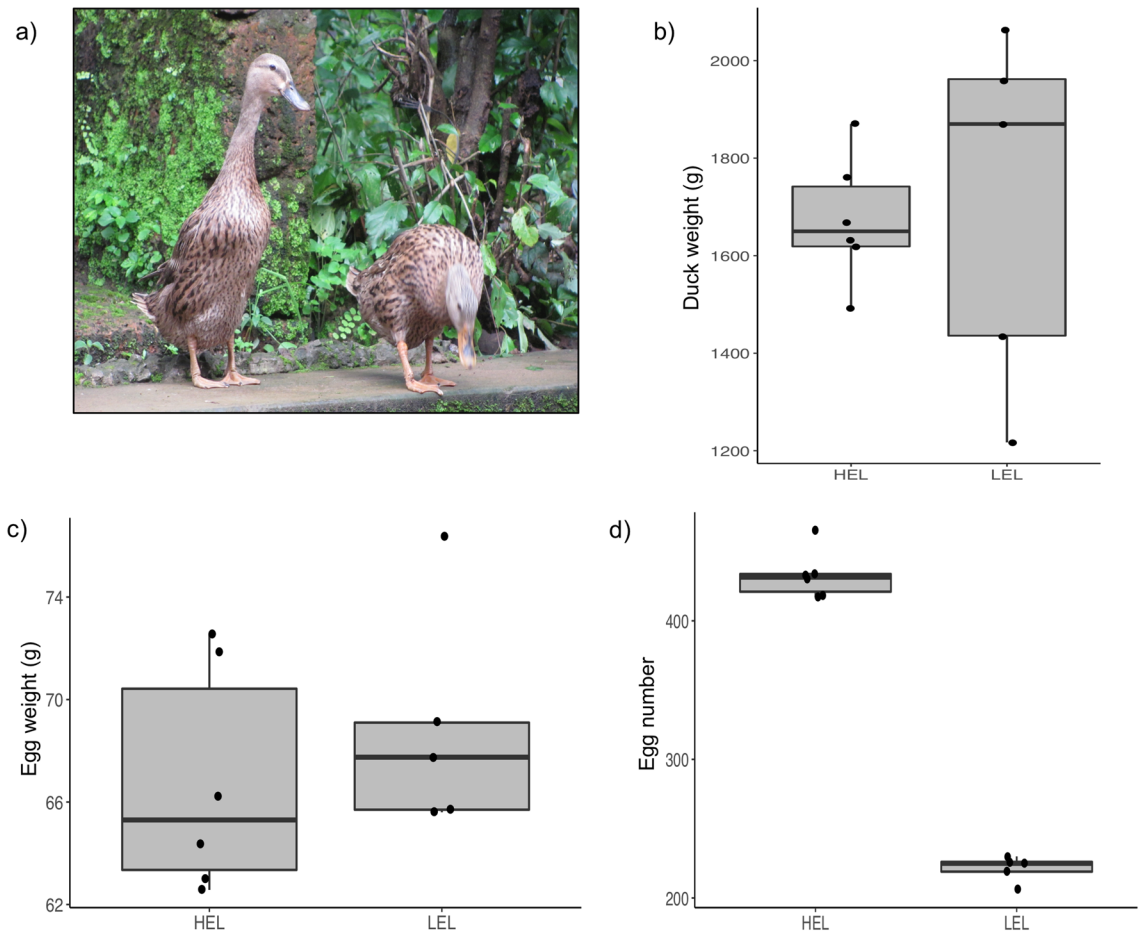 a)
b)
Duck weight (g)
2000
1800
1600
1400
1200
HEL LEL
c)
Egg weight (g)
74
70
66
62
HEL LEL
d)
Egg number
400
300
200
HEL LEL